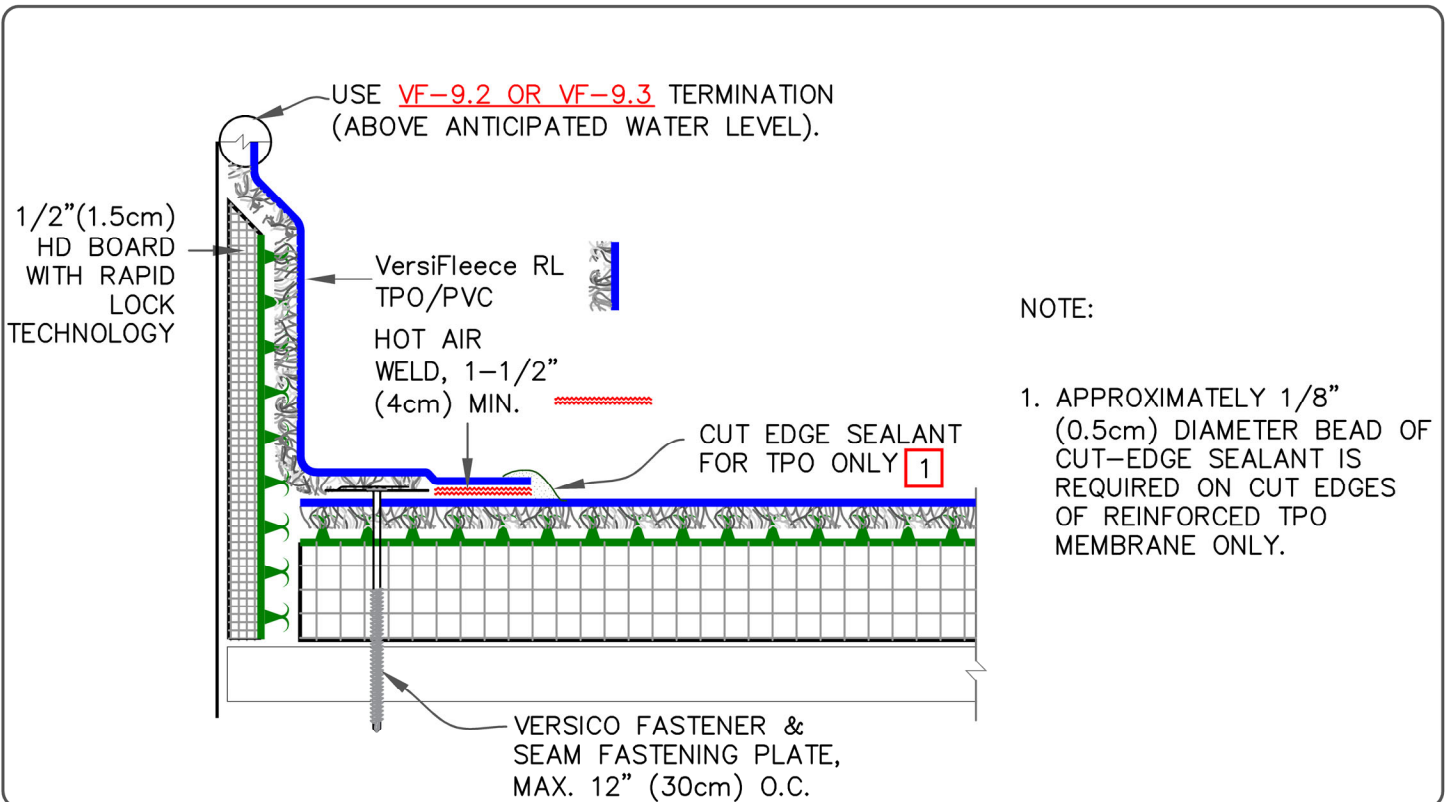 USE VF-9.2 OR VF-9.3 TERMINATION
(ABOVE ANTICIPATED WATER LEVEL).
1/2"(1.5cm)
HD BOARD
WITH RAPID
LOCK
TECHNOLOGY
VersiFleece RL
TPO/PVC
HOT AIR
WELD, 1-1/2"
(4cm) MIN.
CUT EDGE SEALANT
FOR TPO ONLY 1
VERSICO FASTENER &
SEAM FASTENING PLATE,
MAX. 12" (30cm) O.C.
NOTE:
1. APPROXIMATELY 1/8"
(0.5cm) DIAMETER BEAD OF
CUT-EDGE SEALANT IS
REQUIRED ON CUT EDGES
OF REINFORCED TPO
MEMBRANE ONLY.